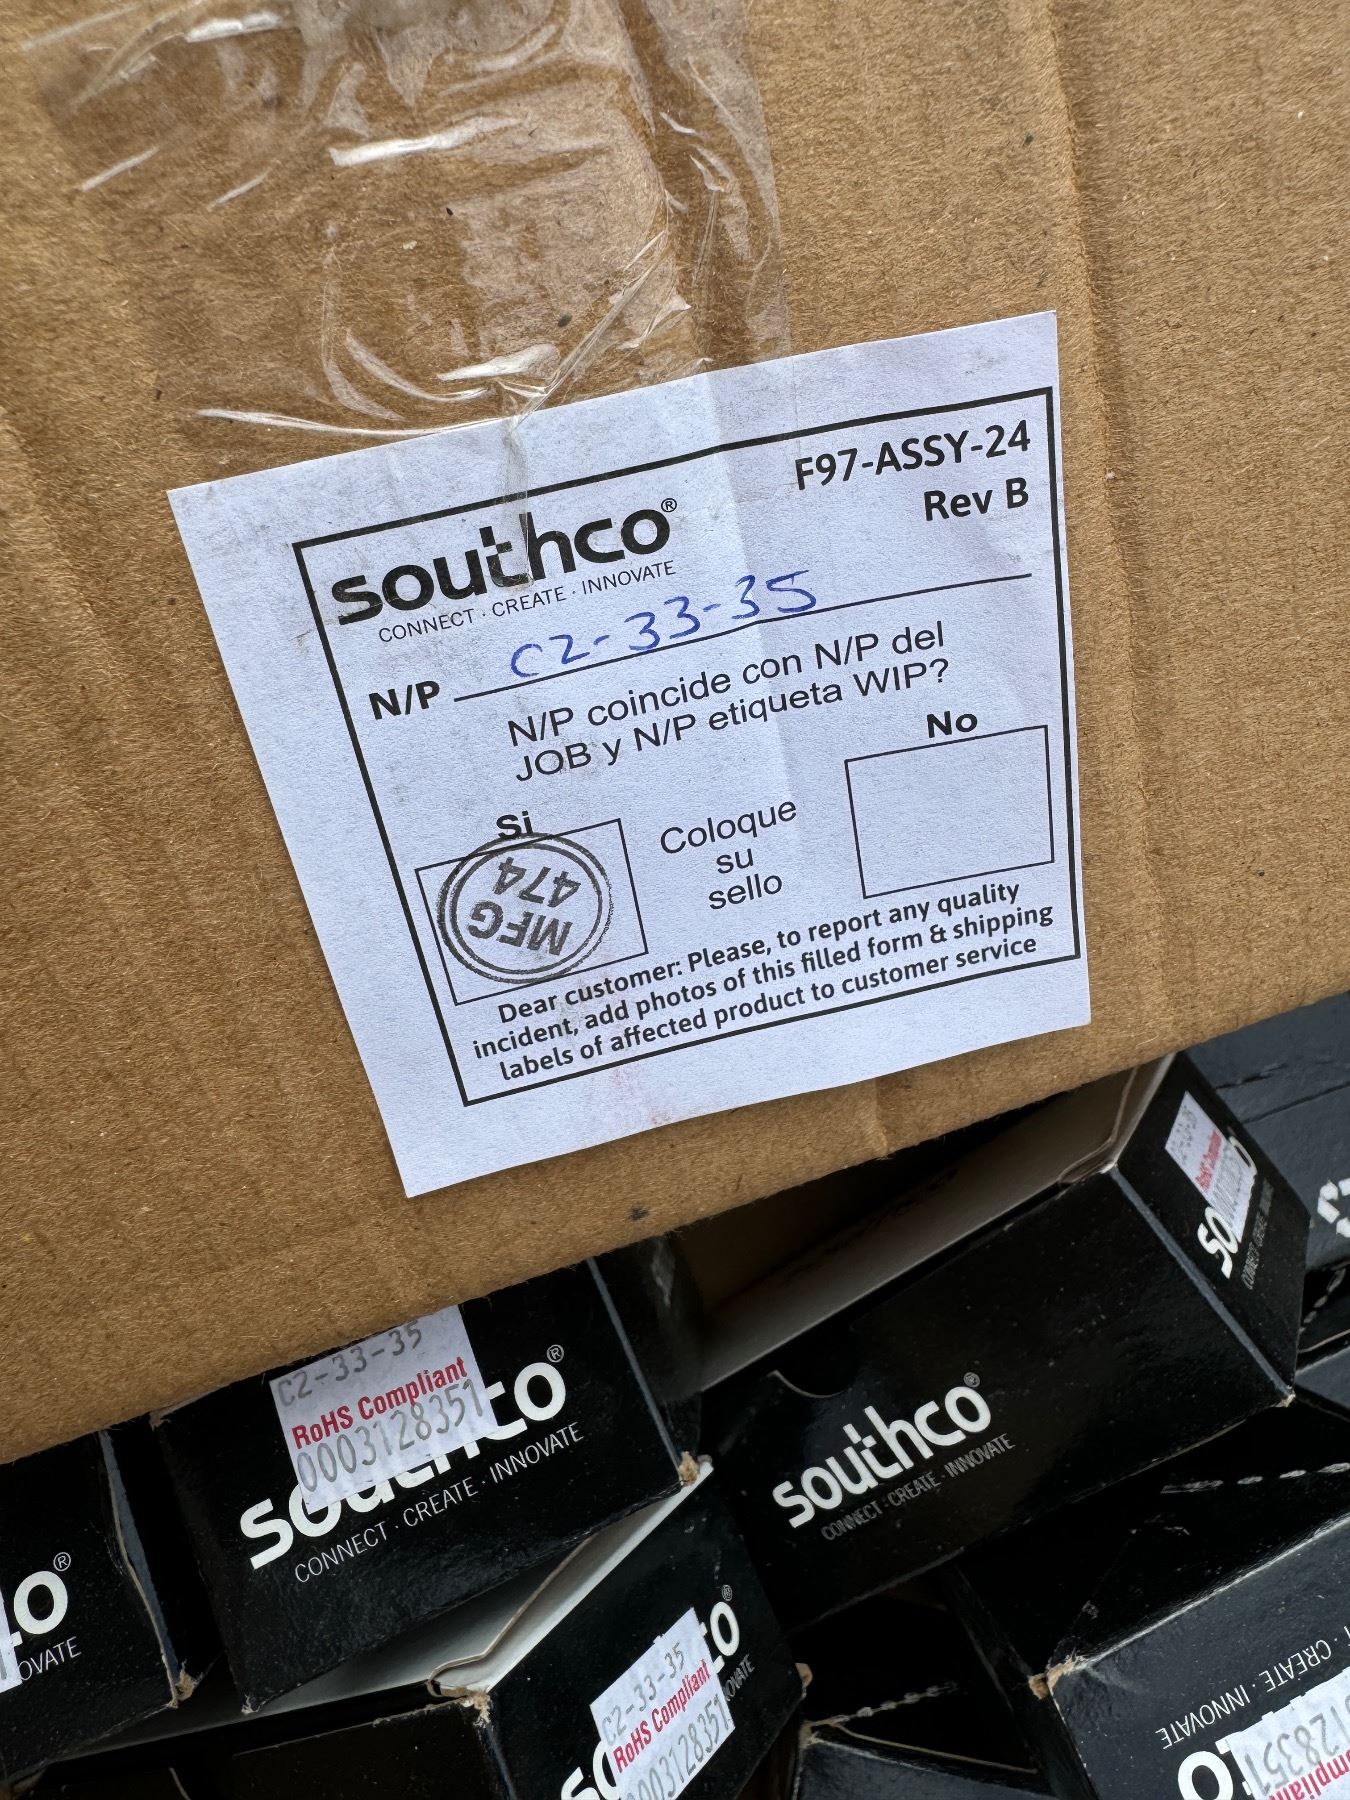 southco®
CONNECT · CREATE · INNOVATE
F97-ASSY-24
Rev B
N/P C2-33-35
N/P coincide con N/P del
JOB y N/P etiqueta WIP?
Si
No
Coloque
su
sello
MFG
474
Dear customer: Please, to report any quality
incident, add photos of this filled form & shipping
labels of affected product to customer service
C2-33-35
RoHS Compliant
0003128351
southco®
CONNECT · CREATE · INNOVATE
southco®
CONNECT · CREATE · INNOVATE
C2-33-35
RoHS Compliant
0003128351
CREATE · INNOVATE